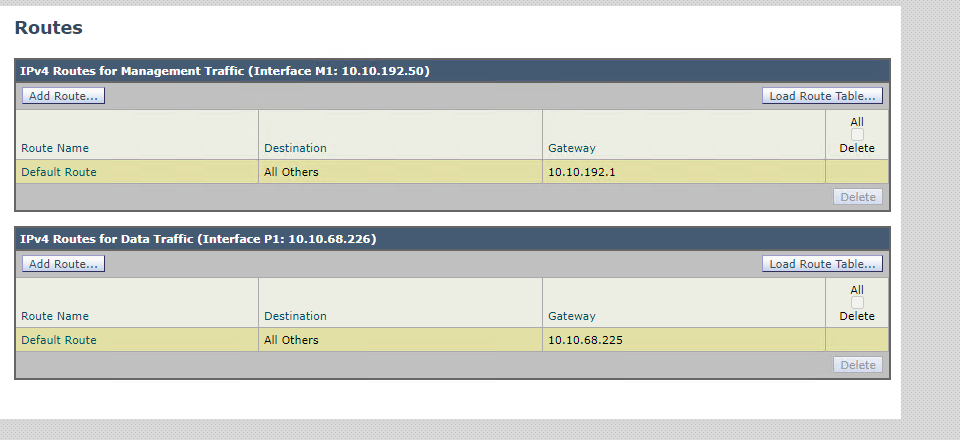 Routes
IPv4 Routes for Management Traffic (Interface M1: 10.10.192.50)
Add Route... Load Route Table...
All
Route Name Destination Gateway Delete
Default Route All Others 10.10.192.1
Delete
IPv4 Routes for Data Traffic (Interface P1: 10.10.68.226)
Add Route... Load Route Table...
All
Route Name Destination Gateway Delete
Default Route All Others 10.10.68.225
Delete